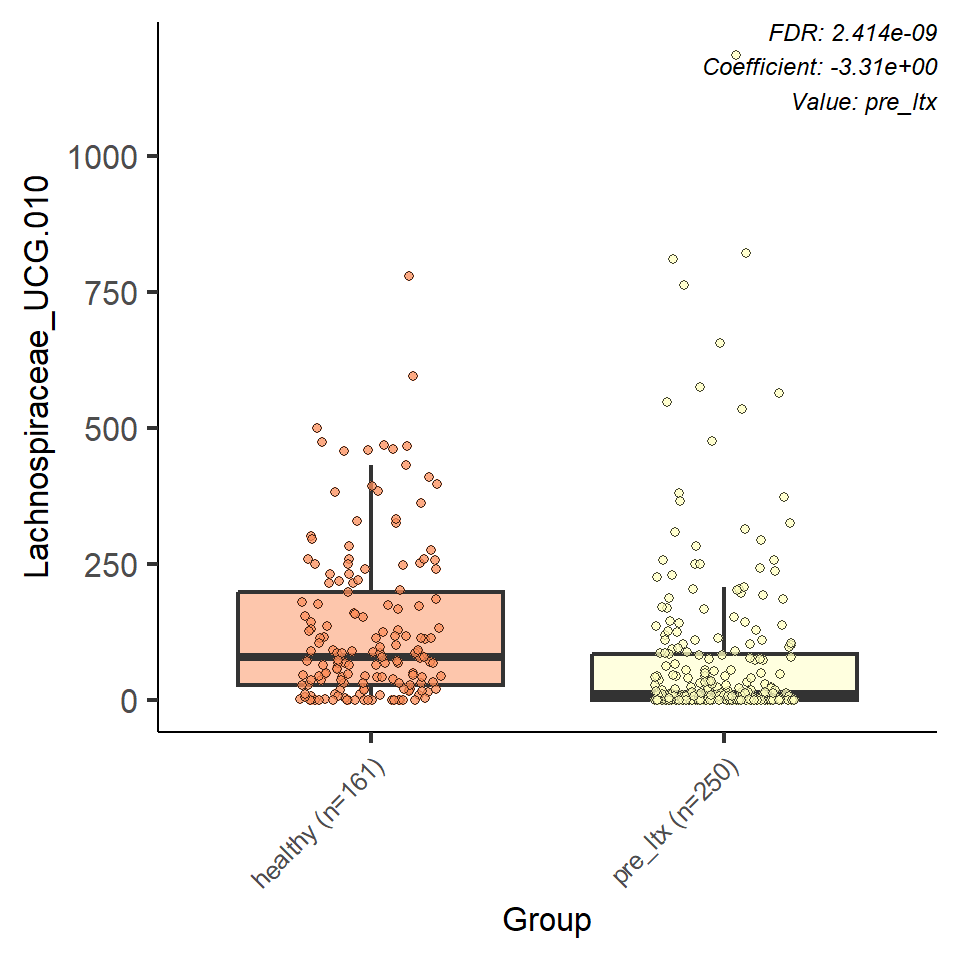 FDR: 2.414e-09
Coefficient: -3.31e+00
Value: pre_ltx
Lachnospiraceae_UCG.010
1000
750
500
250
0
healthy (n=161)
pre_ltx (n=250)
Group